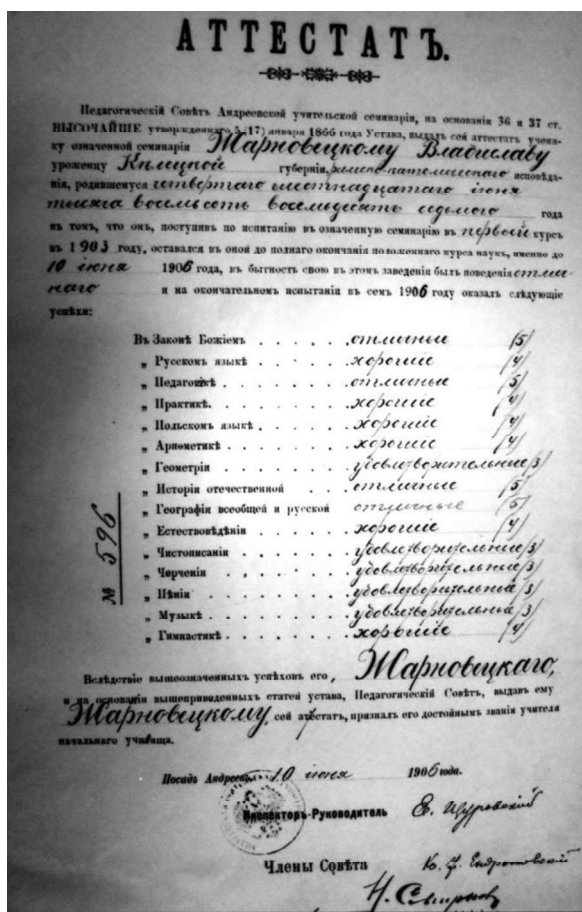 АТТЕСТАТЪ.
Педагогическій Совѣтъ Андреевской учительской семинаріи, на основаніи 36 и 37 ст.
ВЫСОЧАЙШЕ утвержденнаго 5 (17) января 1866 года Устава, выдалъ сей аттестатъ учени-
ку означенной семинаріи Жарновецкому Владиславу
уроженцу Кѣлецкой губерніи, римско-католическаго исповѣда-
нія, родившемуся четвертаго шестнадцатаго іюня
тысяча восемьсотъ восемьдесятъ седьмого года
въ томъ, что онъ, поступивъ по испытанію въ означенную семинарію въ первый курсъ
въ 1903 году, оставался въ оной до полнаго окончанія положеннаго курса наукъ, именно до
10 іюня 1906 года, въ бытность свою въ этомъ заведеніи былъ поведенія отлич-
наго и на окончательномъ испытаніи въ семъ 1906 году оказалъ слѣдующіе
успѣхи:
Въ Законѣ Божіемъ . . . . . . отличные (5)
„ Русскомъ языкѣ . . . . . . хорошіе (4)
„ Педагогикѣ . . . . . . . отличные (5)
„ Практикѣ. . . . . . . . хорошіе (4)
„ Польскомъ языкѣ . . . . . . хорошіе (4)
„ Ариѳметикѣ . . . . . . . хорошіе (4)
„ Геометріи . . . . . . . удовлетворительные (3)
„ Исторіи отечественной . . . отличные (5)
„ Географіи всеобщей и русской отличные (5)
„ Естествовѣдѣніи . . . . . . хорошіе (4)
„ Чистописаніи . . . . . . удовлетворительные (3)
„ Черченіи . . . . . . . удовлетворительные (3)
„ Пѣніи . . . . . . . . удовлетворительные (3)
„ Музыкѣ . . . . . . . удовлетворительные (3)
„ Гимнастикѣ . . . . . . . хорошіе (4)
№ 596
Вслѣдствіе вышеозначенныхъ успѣховъ его, Жарновецкаго,
и на основаніи вышеприведенныхъ статей устава, Педагогическій Совѣтъ, выдавъ ему
Жарновецкому, сей аттестатъ, призналъ его достойнымъ званія учителя
начальнаго училища.
Посадъ Андреевъ, 10 іюня 1906 года.
Инспекторъ-Руководитель Щуровскій
Члены Совѣта
Н. Смирновъ